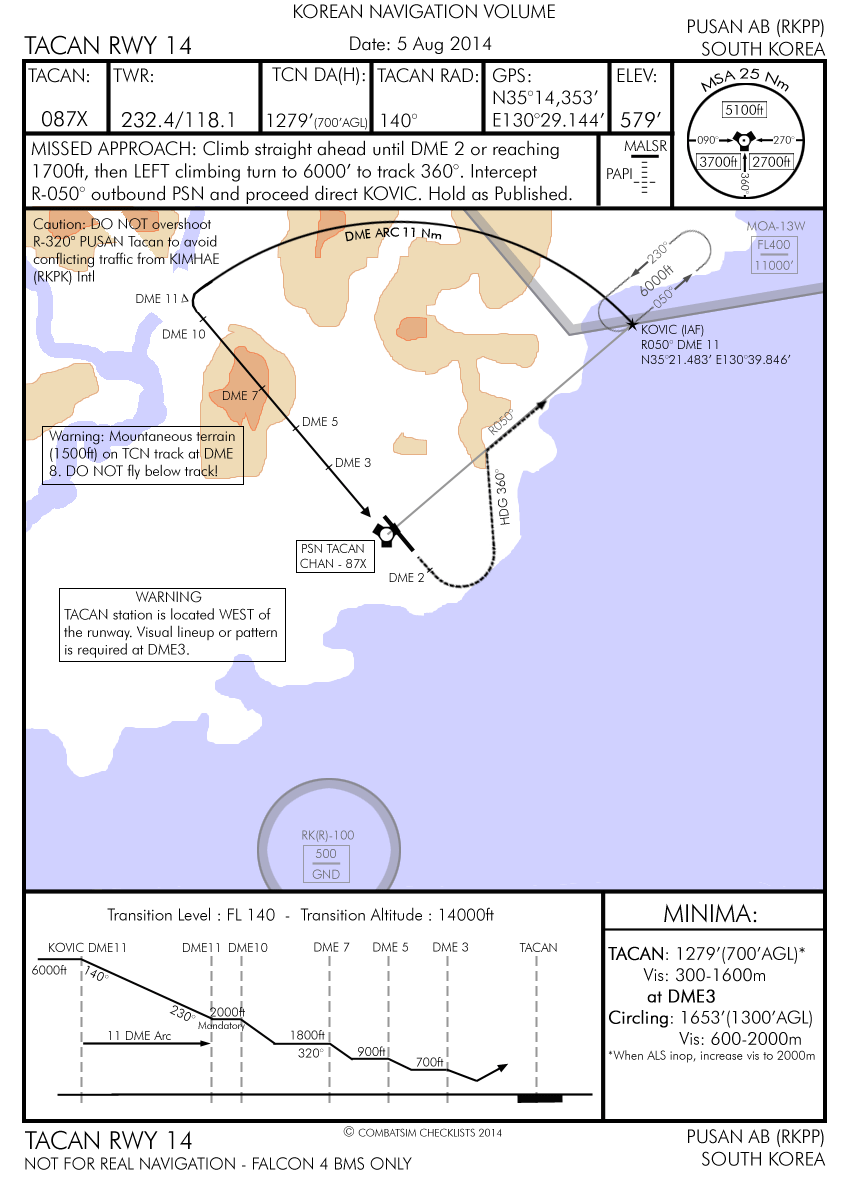 KOREAN NAVIGATION VOLUME
TACAN RWY 14
Date: 5 Aug 2014
PUSAN AB (RKPP)
SOUTH KOREA
TACAN:
087X
TWR:
232.4/118.1
TCN DA(H):
1279'(700'AGL)
TACAN RAD:
140°
GPS:
N35°14,353'
E130°29.144'
ELEV:
579'
MSA 25 Nm
5100ft
090°
270°
3700ft
2700ft
360°
MISSED APPROACH: Climb straight ahead until DME 2 or reaching
1700ft, then LEFT climbing turn to 6000' to track 360°. Intercept
R-050° outbound PSN and proceed direct KOVIC. Hold as Published.
MALSR
PAPI
Caution: DO NOT overshoot
R-320° PUSAN Tacan to avoid
conflicting traffic from KIMHAE
(RKPK) Intl
DME ARC 11 Nm
MOA-13W
FL400
11000'
230°
6000ft
050°
DME 11
DME 10
KOVIC (IAF)
R050° DME 11
N35°21.483' E130°39.846'
DME 7
DME 5
DME 3
R050°
HDG 360°
Warning: Mountaneous terrain
(1500ft) on TCN track at DME
8. DO NOT fly below track!
PSN TACAN
CHAN - 87X
DME 2
WARNING
TACAN station is located WEST of
the runway. Visual lineup or pattern
is required at DME3.
RK(R)-100
500
GND
Transition Level : FL 140 - Transition Altitude : 14000ft
KOVIC DME11
DME11
DME10
DME 7
DME 5
DME 3
TACAN
6000ft
140°
230°
2000ft
Mandatory
11 DME Arc
1800ft
320°
900ft
700ft
MINIMA:
TACAN: 1279'(700'AGL)*
Vis: 300-1600m
at DME3
Circling: 1653'(1300'AGL)
Vis: 600-2000m
*When ALS inop, increase vis to 2000m
TACAN RWY 14
© COMBATSIM CHECKLISTS 2014
PUSAN AB (RKPP)
NOT FOR REAL NAVIGATION - FALCON 4 BMS ONLY
SOUTH KOREA